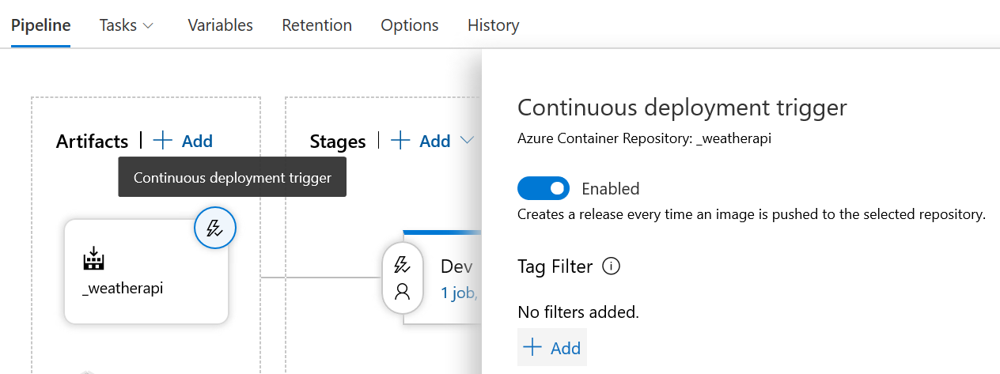 Pipeline Tasks Variables Retention Options History
Artifacts | + Add
Stages | + Add
Continuous deployment trigger
_weatherapi
Dev
1 job,
Continuous deployment trigger
Azure Container Repository: _weatherapi
Enabled
Creates a release every time an image is pushed to the selected repository.
Tag Filter
No filters added.
+ Add